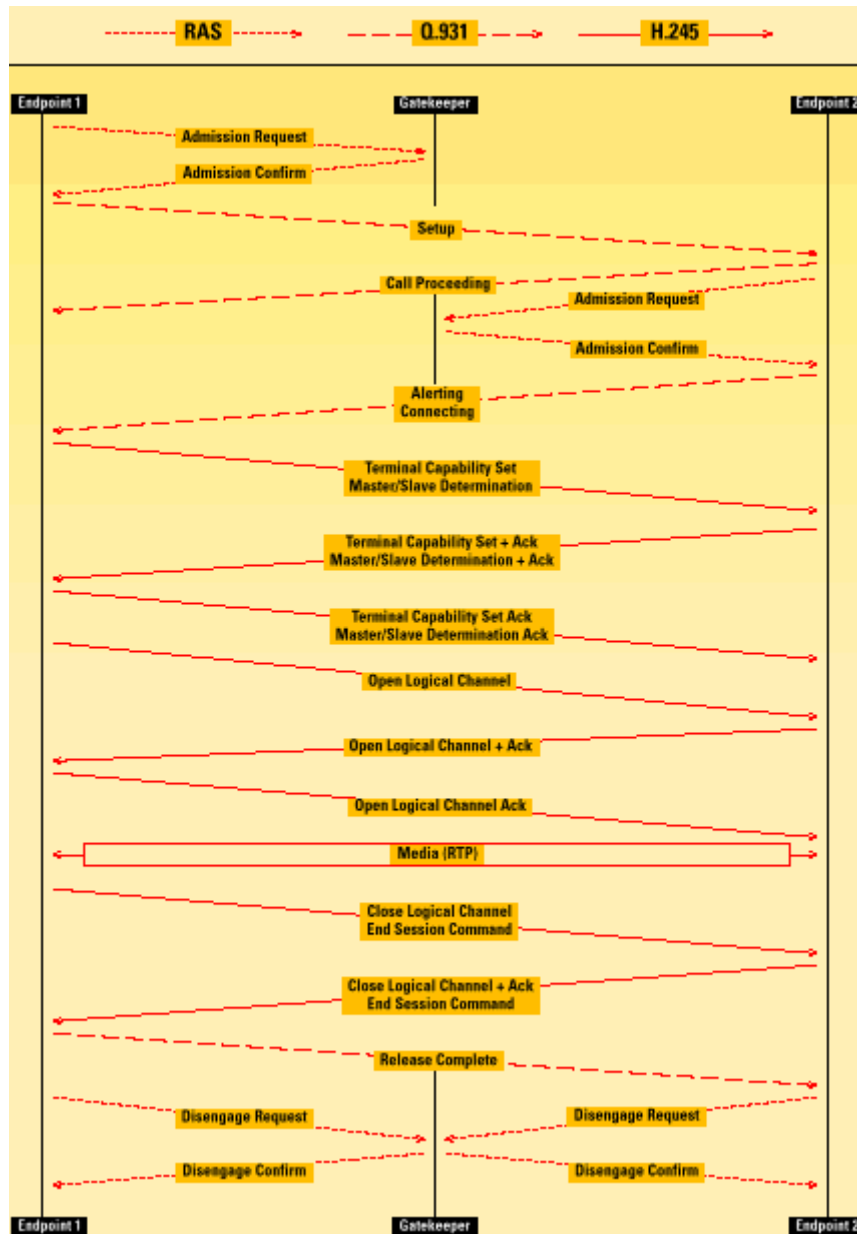 RAS Q.931 H.245
Endpoint 1 Gatekeeper Endpoint 2
Admission Request
Admission Confirm
Setup
Call Proceeding
Admission Request
Admission Confirm
Alerting
Connecting
Terminal Capability Set
Master/Slave Determination
Terminal Capability Set + Ack
Master/Slave Determination + Ack
Terminal Capability Set Ack
Master/Slave Determination Ack
Open Logical Channel
Open Logical Channel + Ack
Open Logical Channel Ack
Media (RTP)
Close Logical Channel
End Session Command
Close Logical Channel + Ack
End Session Command
Release Complete
Disengage Request Disengage Request
Disengage Confirm Disengage Confirm
Endpoint 1 Gatekeeper Endpoint 2